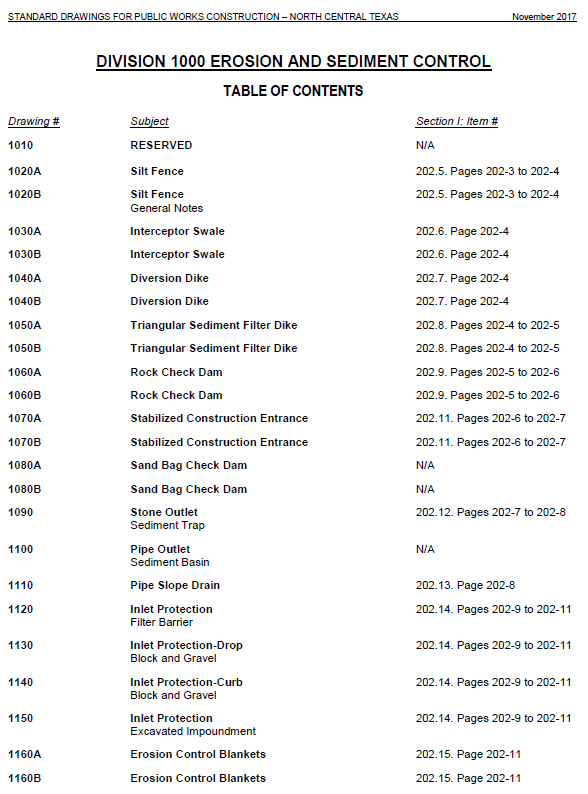 STANDARD DRAWINGS FOR PUBLIC WORKS CONSTRUCTION – NORTH CENTRAL TEXAS November 2017
DIVISION 1000 EROSION AND SEDIMENT CONTROL
TABLE OF CONTENTS
Drawing # Subject Section I: Item #
1010 RESERVED N/A
1020A Silt Fence 202.5. Pages 202-3 to 202-4
1020B Silt Fence 202.5. Pages 202-3 to 202-4
General Notes
1030A Interceptor Swale 202.6. Page 202-4
1030B Interceptor Swale 202.6. Page 202-4
1040A Diversion Dike 202.7. Page 202-4
1040B Diversion Dike 202.7. Page 202-4
1050A Triangular Sediment Filter Dike 202.8. Pages 202-4 to 202-5
1050B Triangular Sediment Filter Dike 202.8. Pages 202-4 to 202-5
1060A Rock Check Dam 202.9. Pages 202-5 to 202-6
1060B Rock Check Dam 202.9. Pages 202-5 to 202-6
1070A Stabilized Construction Entrance 202.11. Pages 202-6 to 202-7
1070B Stabilized Construction Entrance 202.11. Pages 202-6 to 202-7
1080A Sand Bag Check Dam N/A
1080B Sand Bag Check Dam N/A
1090 Stone Outlet 202.12. Pages 202-7 to 202-8
Sediment Trap
1100 Pipe Outlet N/A
Sediment Basin
1110 Pipe Slope Drain 202.13. Page 202-8
1120 Inlet Protection 202.14. Pages 202-9 to 202-11
Filter Barrier
1130 Inlet Protection-Drop 202.14. Pages 202-9 to 202-11
Block and Gravel
1140 Inlet Protection-Curb 202.14. Pages 202-9 to 202-11
Block and Gravel
1150 Inlet Protection 202.14. Pages 202-9 to 202-11
Excavated Impoundment
1160A Erosion Control Blankets 202.15. Page 202-11
1160B Erosion Control Blankets 202.15. Page 202-11